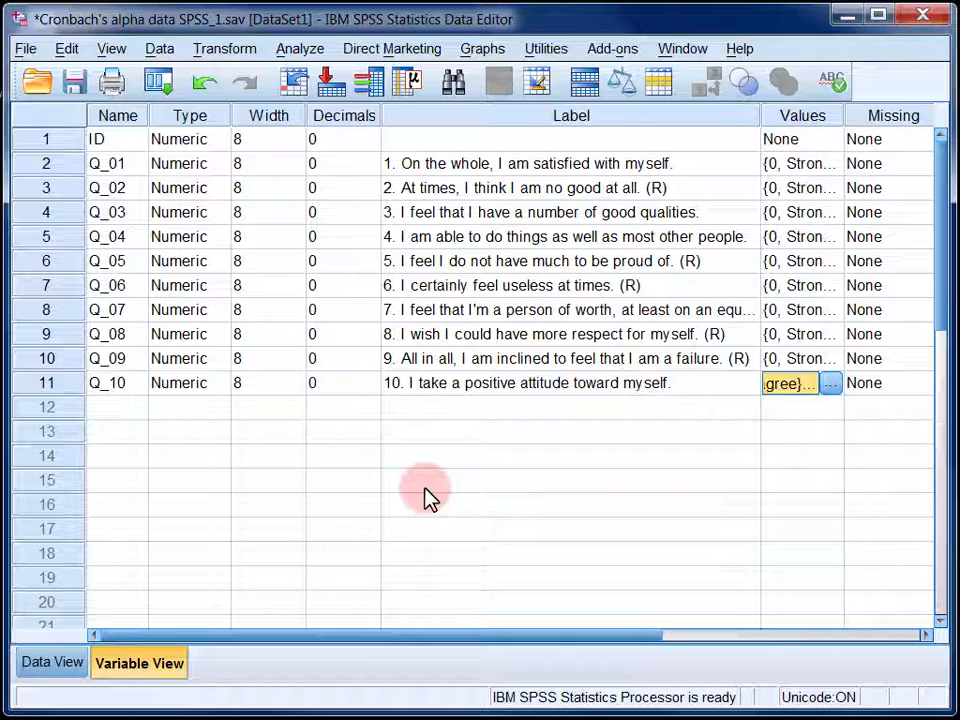 *Cronbach's alpha data SPSS_1.sav [DataSet1] - IBM SPSS Statistics Data Editor
File Edit View Data Transform Analyze Direct Marketing Graphs Utilities Add-ons Window Help
Name Type Width Decimals Label Values Missing
1 ID Numeric 8 0 None None
2 Q_01 Numeric 8 0 1. On the whole, I am satisfied with myself. {0, Stron... None
3 Q_02 Numeric 8 0 2. At times, I think I am no good at all. (R) {0, Stron... None
4 Q_03 Numeric 8 0 3. I feel that I have a number of good qualities. {0, Stron... None
5 Q_04 Numeric 8 0 4. I am able to do things as well as most other people. {0, Stron... None
6 Q_05 Numeric 8 0 5. I feel I do not have much to be proud of. (R) {0, Stron... None
7 Q_06 Numeric 8 0 6. I certainly feel useless at times. (R) {0, Stron... None
8 Q_07 Numeric 8 0 7. I feel that I'm a person of worth, at least on an equ... {0, Stron... None
9 Q_08 Numeric 8 0 8. I wish I could have more respect for myself. (R) {0, Stron... None
10 Q_09 Numeric 8 0 9. All in all, I am inclined to feel that I am a failure. (R) {0, Stron... None
11 Q_10 Numeric 8 0 10. I take a positive attitude toward myself. gree}... ... None
12
13
14
15
16
17
18
19
20
21
Data View Variable View
IBM SPSS Statistics Processor is ready Unicode:ON